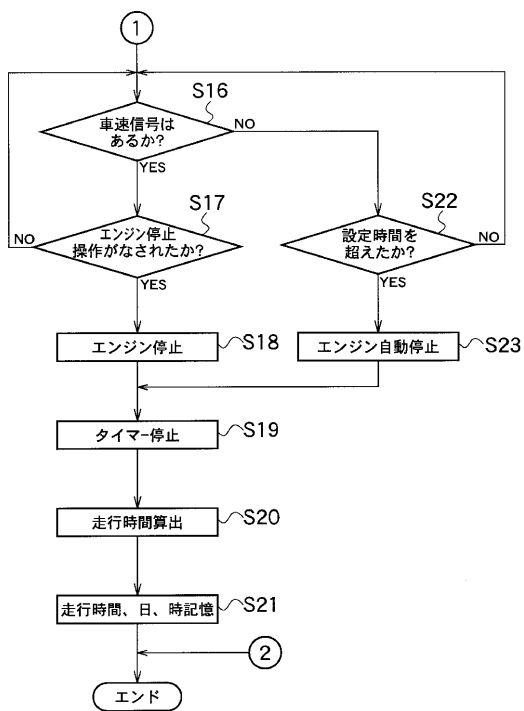 1
S16
車速信号は
あるか?
NO
YES
S17
エンジン停止
操作がなされたか?
NO
YES
S22
設定時間を
超えたか?
NO
YES
エンジン停止
S18
エンジン自動停止
S23
タイマー停止
S19
走行時間算出
S20
走行時間、日、時記憶
S21
2
エンド